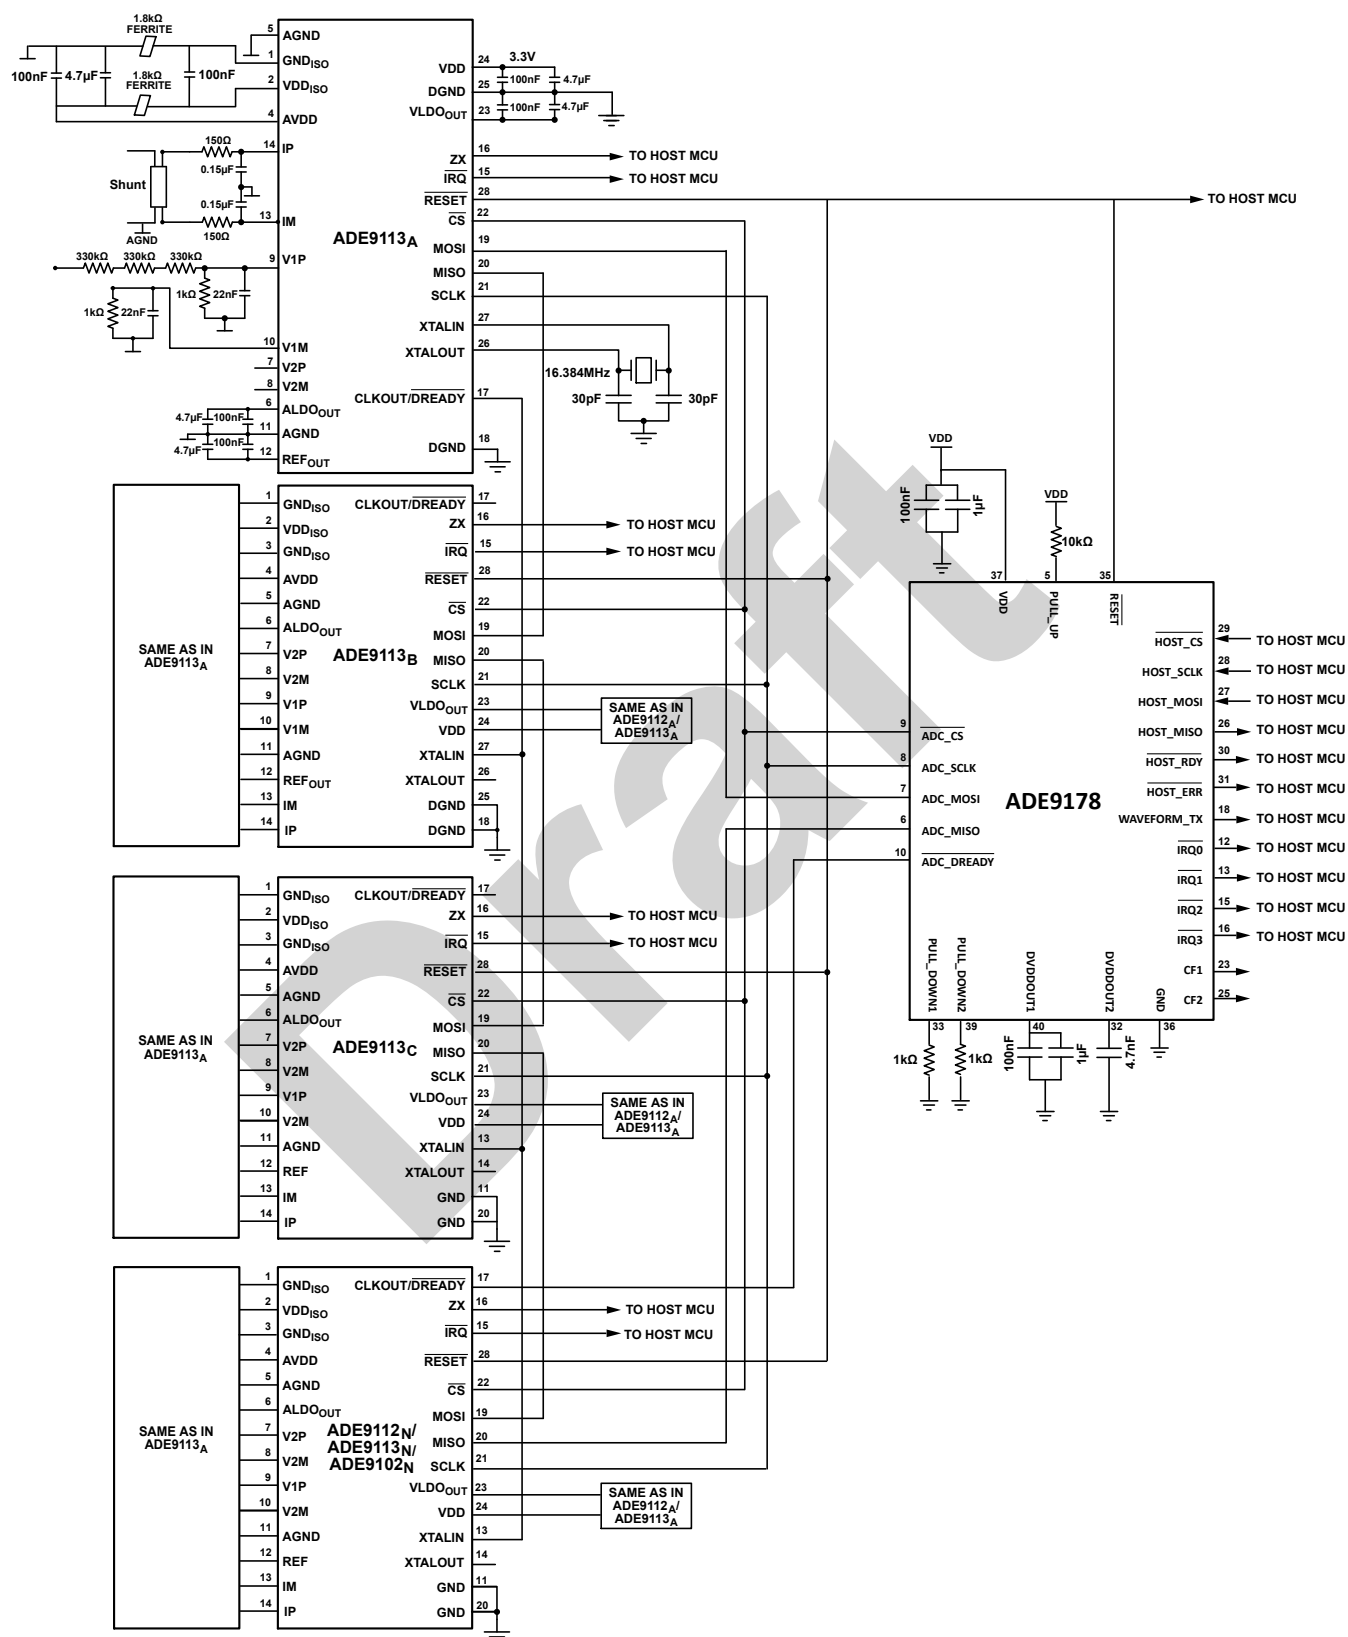 1.8kΩ
FERRITE
100nF
4.7μF
1.8kΩ
FERRITE
100nF
5 AGND
1 GNDISO
2 VDDISO
4 AVDD
150Ω
14 IP
0.15μF
Shunt
0.15μF
13 IM
150Ω
AGND
330kΩ 330kΩ 330kΩ
9 V1P
1kΩ 22nF
1kΩ 22nF
10 V1M
7 V2P
8 V2M
6 ALDOOUT
4.7μF 100nF
11 AGND
4.7μF 100nF
12 REFOUT
ADE9113A
VDD 24 3.3V
100nF 4.7μF
DGND 25
100nF 4.7μF
VLDOOUT 23
ZX 16 TO HOST MCU
IRQ 15 TO HOST MCU
RESET 28 TO HOST MCU
CS 22
MOSI 19
MISO 20
SCLK 21
XTALIN 27
XTALOUT 26
16.384MHz
30pF 30pF
CLKOUT/DREADY 17
DGND 18
SAME AS IN
ADE9113A
1 GNDISO
2 VDDISO
3 GNDISO
4 AVDD
5 AGND
6 ALDOOUT
7 V2P
8 V2M
9 V1P
10 V1M
11 AGND
12 REFOUT
13 IM
14 IP
ADE9113B
CLKOUT/DREADY 17
ZX 16 TO HOST MCU
IRQ 15 TO HOST MCU
RESET 28
CS 22
MOSI 19
MISO 20
SCLK 21
VLDOOUT 23
VDD 24
SAME AS IN
ADE9112A/
ADE9113A
XTALIN 27
XTALOUT 26
DGND 25
DGND 18
SAME AS IN
ADE9113A
1 GNDISO
2 VDDISO
3 GNDISO
4 AVDD
5 AGND
6 ALDOOUT
7 V2P
8 V2M
9 V1P
10 V2M
11 AGND
12 REF
13 IM
14 IP
ADE9113C
CLKOUT/DREADY 17
ZX 16 TO HOST MCU
IRQ 15 TO HOST MCU
RESET 28
CS 22
MOSI 19
MISO 20
SCLK 21
VLDOOUT 23
VDD 24
SAME AS IN
ADE9112A/
ADE9113A
XTALIN 13
XTALOUT 14
GND 11
GND 20
SAME AS IN
ADE9113A
1 GNDISO
2 VDDISO
3 GNDISO
4 AVDD
5 AGND
6 ALDOOUT
7 V2P
8 V2M
9 V1P
10 V2M
11 AGND
12 REF
13 IM
14 IP
ADE9112N/
ADE9113N/
ADE9102N
CLKOUT/DREADY 17
ZX 16 TO HOST MCU
IRQ 15 TO HOST MCU
RESET 28
CS 22
MOSI 19
MISO 20
SCLK 21
VLDOOUT 23
VDD 24
SAME AS IN
ADE9112A/
ADE9113A
XTALIN 13
XTALOUT 14
GND 11
GND 20
VDD
100nF 1μF
VDD
10kΩ
37 VDD
5 PULL_UP
35 RESET
9 ADC_CS
8 ADC_SCLK
7 ADC_MOSI
6 ADC_MISO
10 ADC_DREADY
ADE9178
HOST_CS 29 TO HOST MCU
HOST_SCLK 28 TO HOST MCU
HOST_MOSI 27 TO HOST MCU
HOST_MISO 26 TO HOST MCU
HOST_RDY 30 TO HOST MCU
HOST_ERR 31 TO HOST MCU
WAVEFORM_TX 18 TO HOST MCU
IRQ0 12 TO HOST MCU
IRQ1 13 TO HOST MCU
IRQ2 15 TO HOST MCU
IRQ3 16 TO HOST MCU
CF1 23
CF2 25
PULL_DOWN1 33
PULL_DOWN2 39
DVDDOUT1 40
DVDDOUT2 32
GND 36
1kΩ 1kΩ
100nF 1μF
4.7nF
Draft